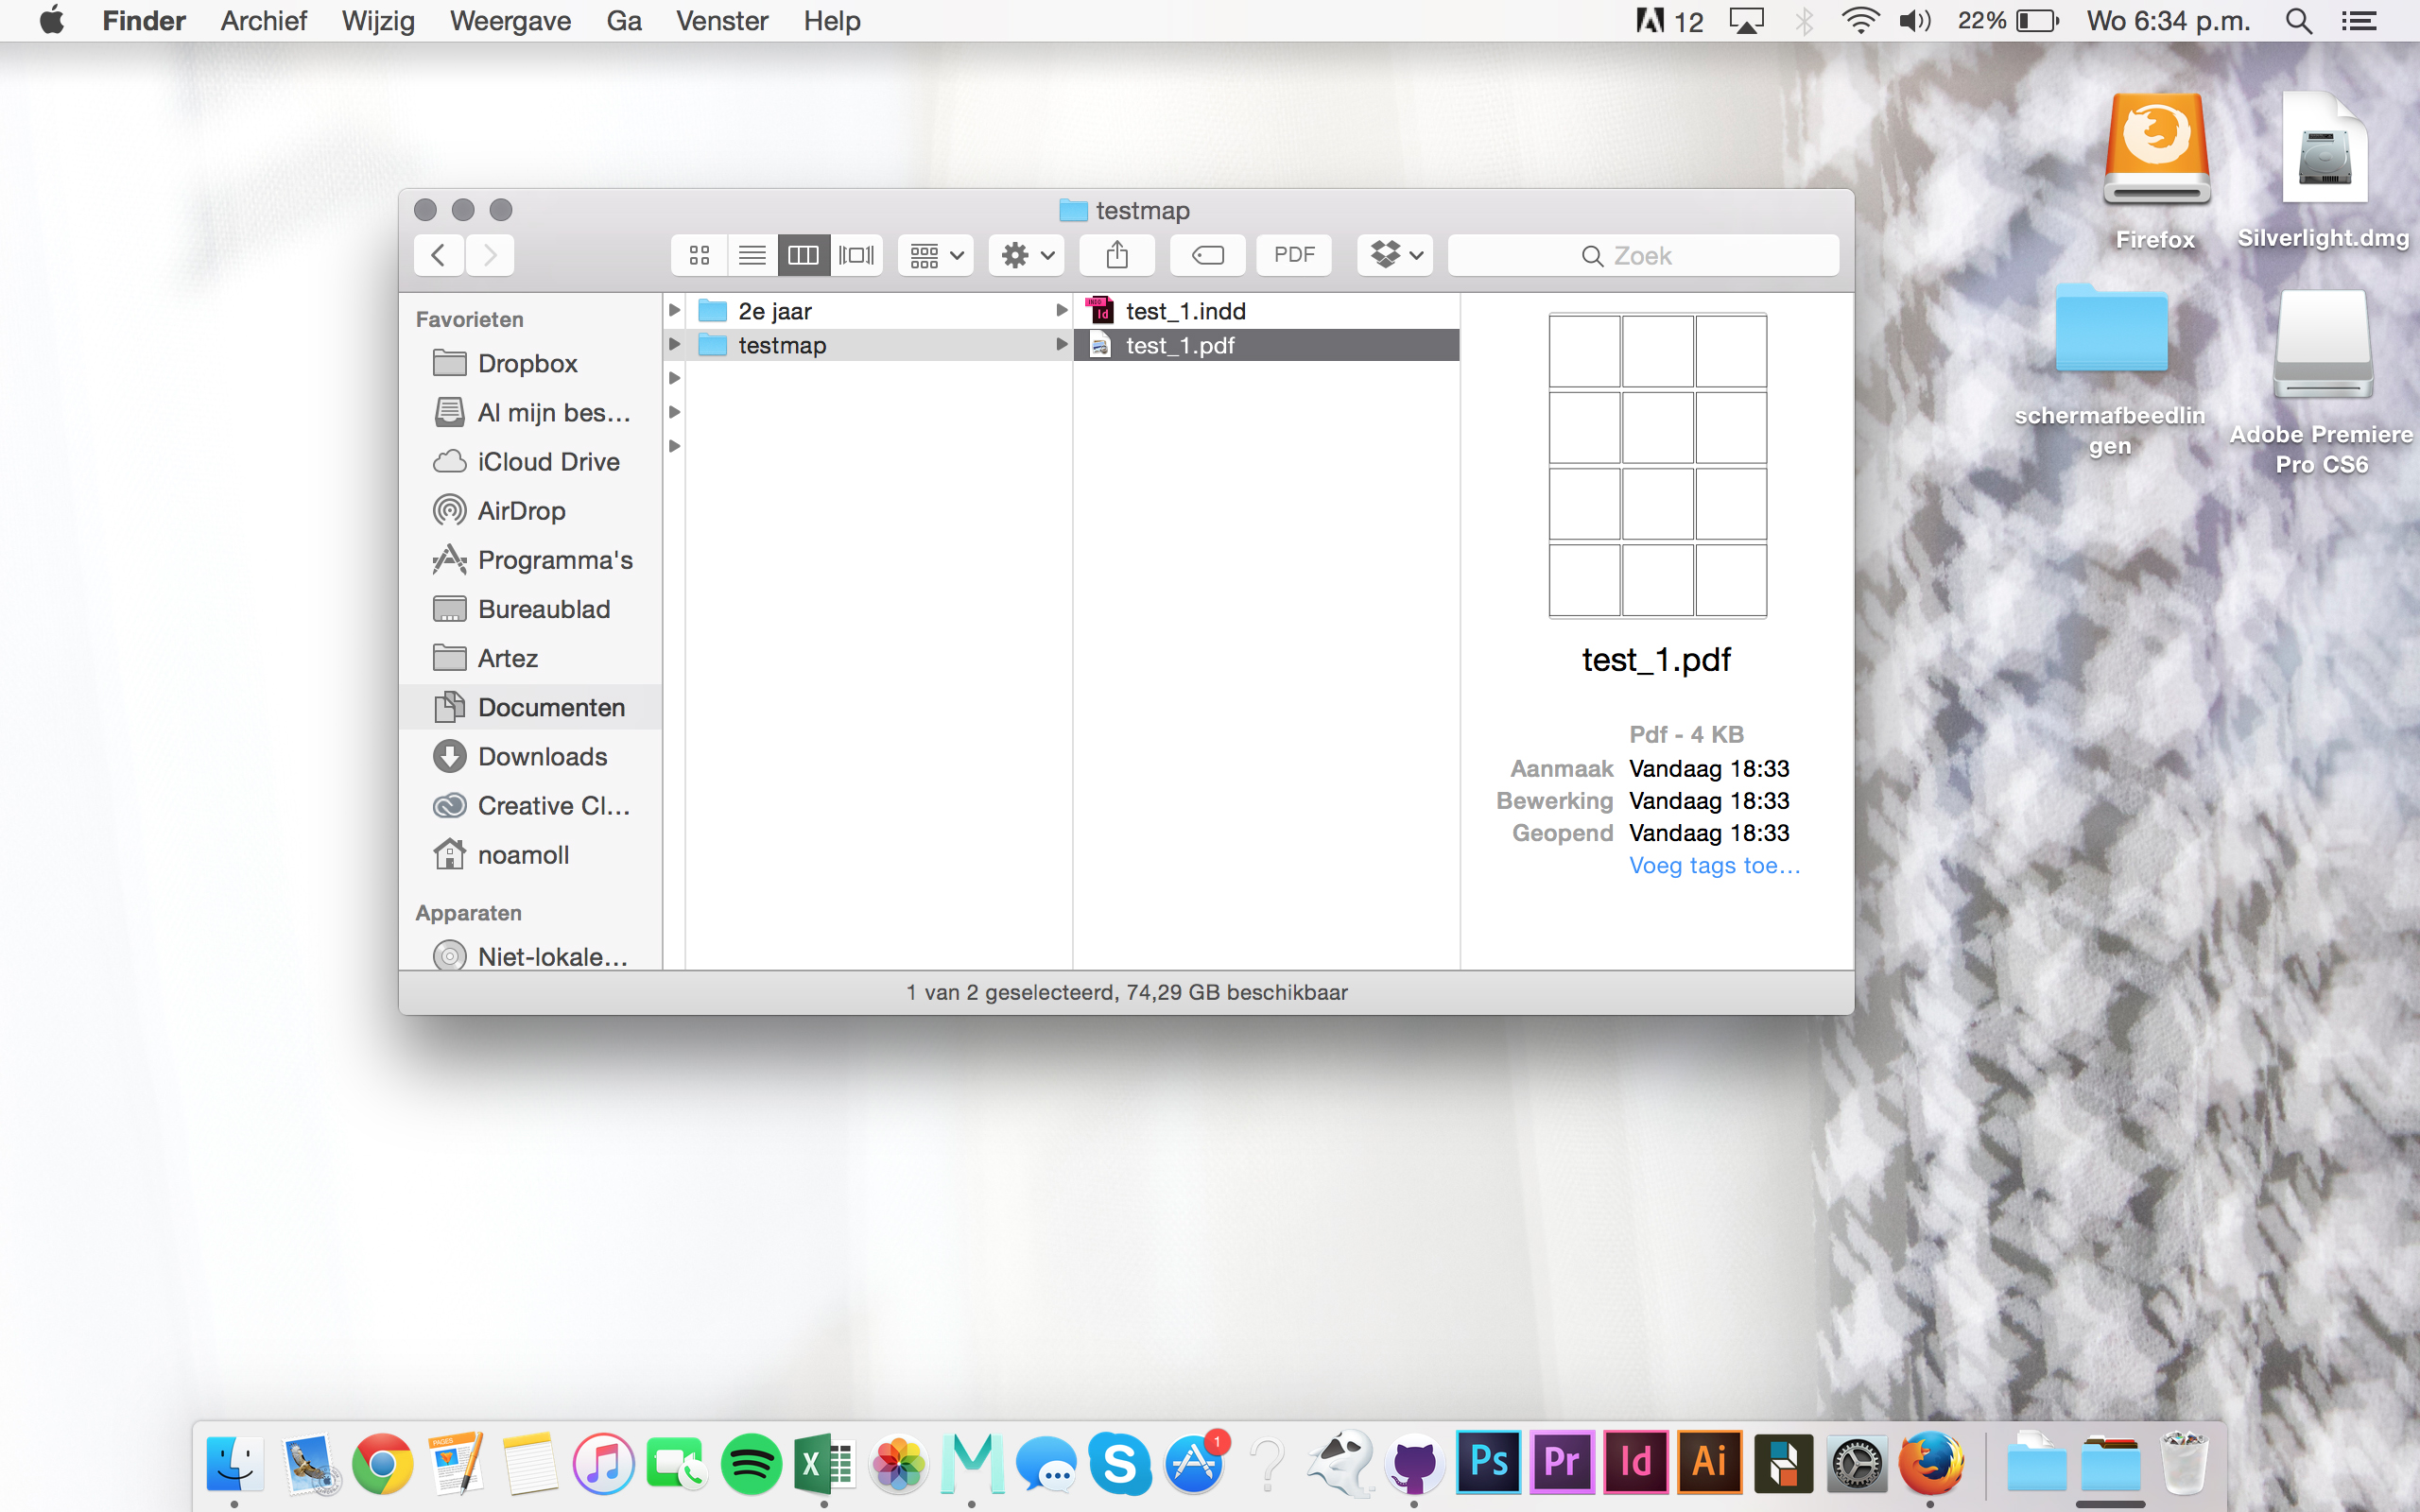 Finder Archief Wijzig Weergave Ga Venster Help 12 22% Wo 6:34 p.m.
testmap
PDF Zoek
Favorieten
Dropbox
Al mijn bes...
iCloud Drive
AirDrop
Programma's
Bureaublad
Artez
Documenten
Downloads
Creative Cl...
noamoll
Apparaten
Niet-lokale...
2e jaar
testmap
test_1.indd
test_1.pdf
test_1.pdf
Pdf - 4 KB
Aanmaak Vandaag 18:33
Bewerking Vandaag 18:33
Geopend Vandaag 18:33
Voeg tags toe...
1 van 2 geselecteerd, 74,29 GB beschikbaar
Firefox
Silverlight.dmg
schermafbeedlin
gen
Adobe Premiere
Pro CS6
PAGES
X
S
1
?
Ps
Pr
Id
Ai